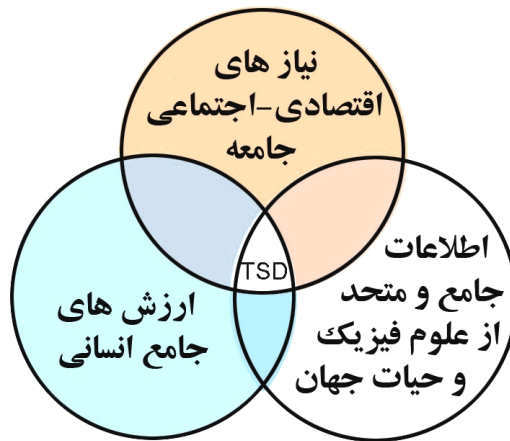 نیاز های
اقتصادی-اجتماعی
جامعه
TSD
ارزش های
جامع انسانی
اطلاعات
جامع و متحد
از علوم فیزیک
و حیات جهان